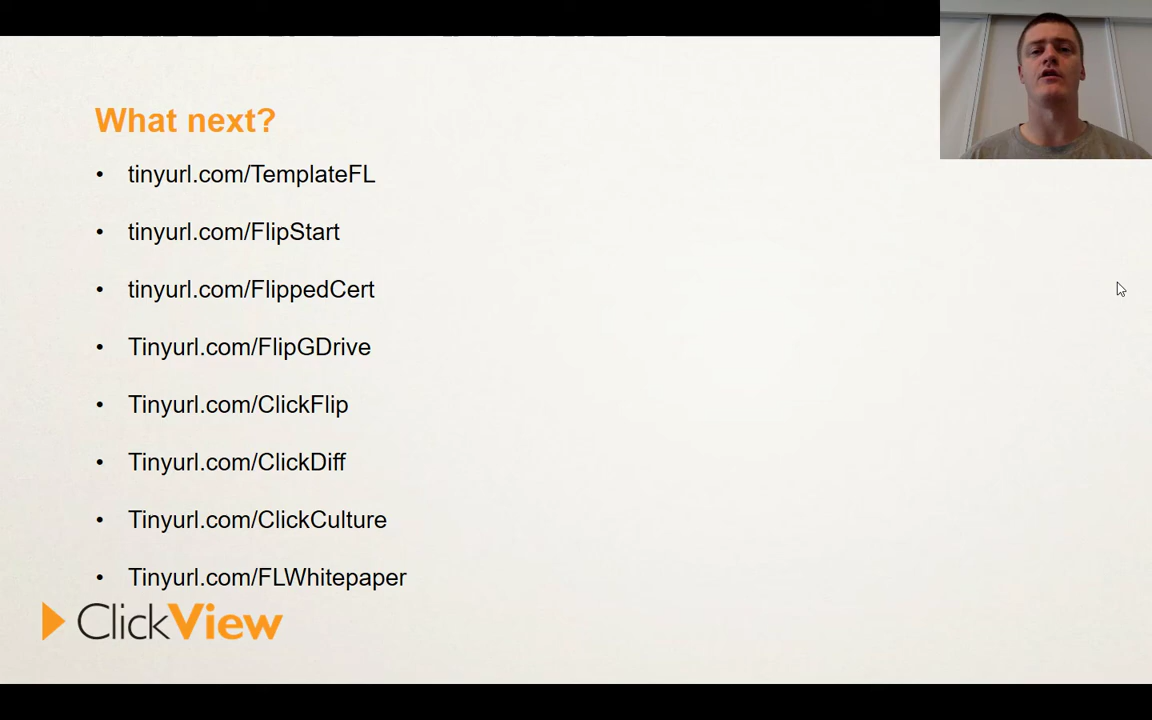 What next?
• tinyurl.com/TemplateFL
• tinyurl.com/FlipStart
• tinyurl.com/FlippedCert
• Tinyurl.com/FlipGDrive
• Tinyurl.com/ClickFlip
• Tinyurl.com/ClickDiff
• Tinyurl.com/ClickCulture
• Tinyurl.com/FLWhitepaper
ClickView